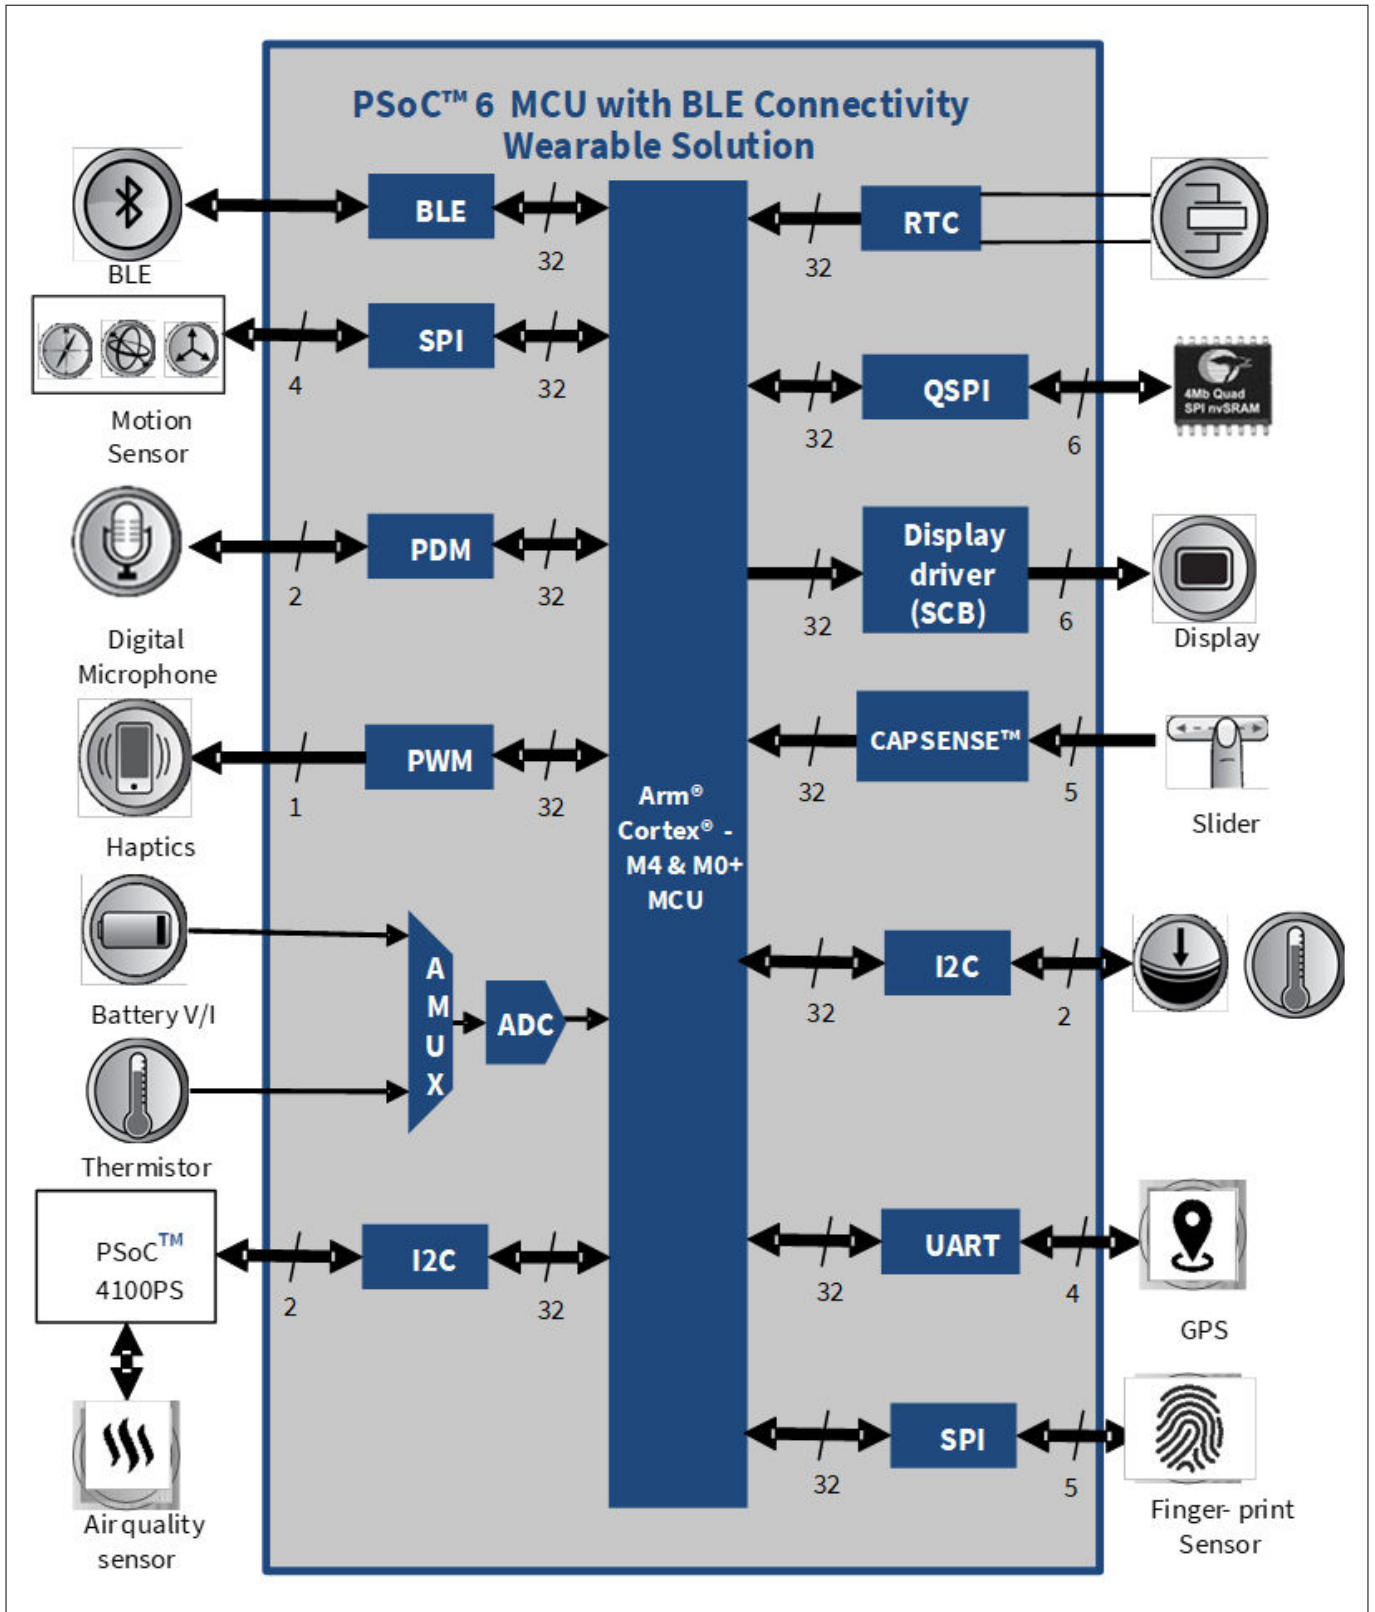 PSoC™ 6 MCU with BLE Connectivity
Wearable Solution
BLE
BLE
32
SPI
4
32
Motion
Sensor
PDM
2
32
Digital
Microphone
PWM
1
32
Haptics
Battery V/I
A
M
U
X
ADC
Thermistor
PSoC™
4100PS
I2C
2
32
Air quality
sensor
Arm®
Cortex® -
M4 & M0+
MCU
RTC
32
QSPI
32
6
4Mb Quad
SPI nvSRAM
Display
driver
(SCB)
32
6
Display
CAPSENSE™
32
5
Slider
I2C
32
2
UART
32
4
GPS
SPI
32
5
Finger- print
Sensor